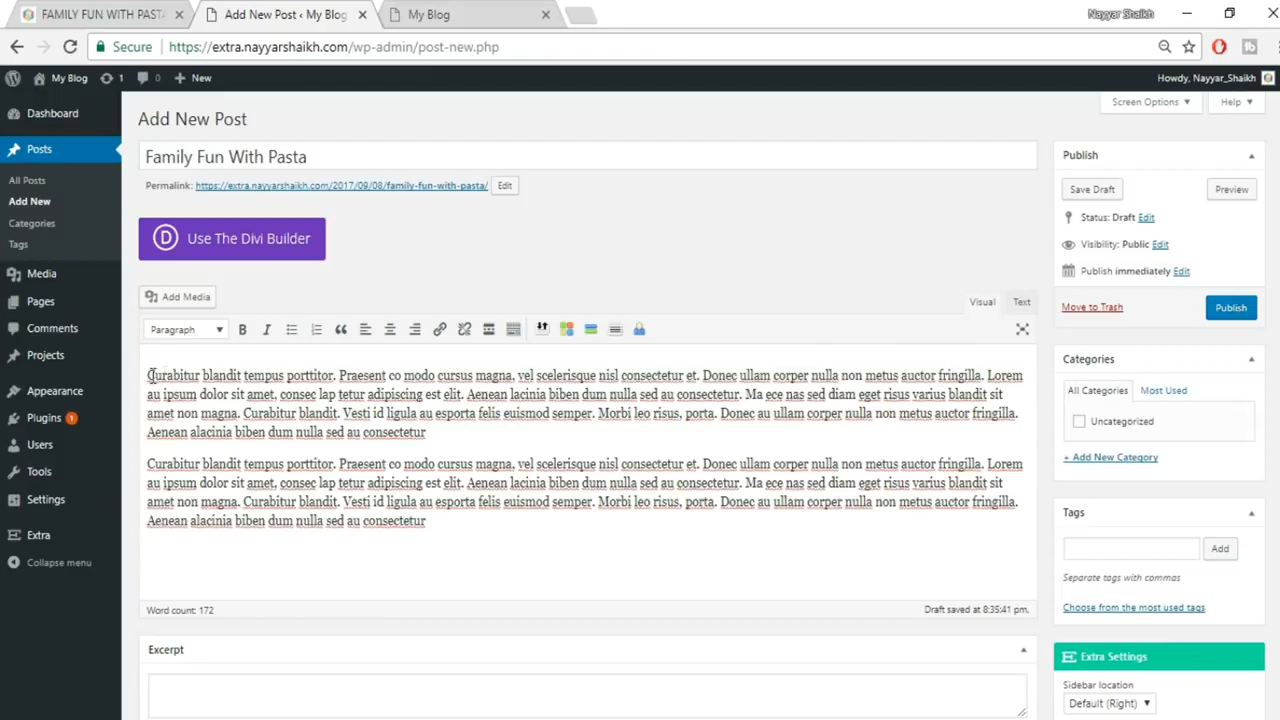 FAMILY FUN WITH PASTA
Add New Post ‹ My Blog
My Blog
Nayyar Shaikh
Secure
https://extra.nayyarshaikh.com/wp-admin/post-new.php
My Blog
1
0
New
Howdy, Nayyar_Shaikh
Dashboard
Posts
All Posts
Add New
Categories
Tags
Media
Pages
Comments
Projects
Appearance
Plugins 1
Users
Tools
Settings
Extra
Collapse menu
Screen Options
Help
Add New Post
Family Fun With Pasta
Permalink: https://extra.nayyarshaikh.com/2017/09/08/family-fun-with-pasta/ Edit
D Use The Divi Builder
Add Media
Visual
Text
Paragraph
B I
Curabitur blandit tempus porttitor. Praesent co modo cursus magna, vel scelerisque nisl consectetur et. Donec ullam corper nulla non metus auctor fringilla. Lorem
au ipsum dolor sit amet, consec lap tetur adipiscing est elit. Aenean lacinia biben dum nulla sed au consectetur. Ma ece nas sed diam eget risus varius blandit sit
amet non magna. Curabitur blandit. Vesti id ligula au esporta felis euismod semper. Morbi leo risus, porta. Donec au ullam corper nulla non metus auctor fringilla.
Aenean alacinia biben dum nulla sed au consectetur
Curabitur blandit tempus porttitor. Praesent co modo cursus magna, vel scelerisque nisl consectetur et. Donec ullam corper nulla non metus auctor fringilla. Lorem
au ipsum dolor sit amet, consec lap tetur adipiscing est elit. Aenean lacinia biben dum nulla sed au consectetur. Ma ece nas sed diam eget risus varius blandit sit
amet non magna. Curabitur blandit. Vesti id ligula au esporta felis euismod semper. Morbi leo risus, porta. Donec au ullam corper nulla non metus auctor fringilla.
Aenean alacinia biben dum nulla sed au consectetur
Word count: 172
Draft saved at 8:35:41 pm.
Excerpt
Publish
Save Draft
Preview
Status: Draft Edit
Visibility: Public Edit
Publish immediately Edit
Move to Trash
Publish
Categories
All Categories
Most Used
Uncategorized
+ Add New Category
Tags
Add
Separate tags with commas
Choose from the most used tags
Extra Settings
Sidebar location
Default (Right)